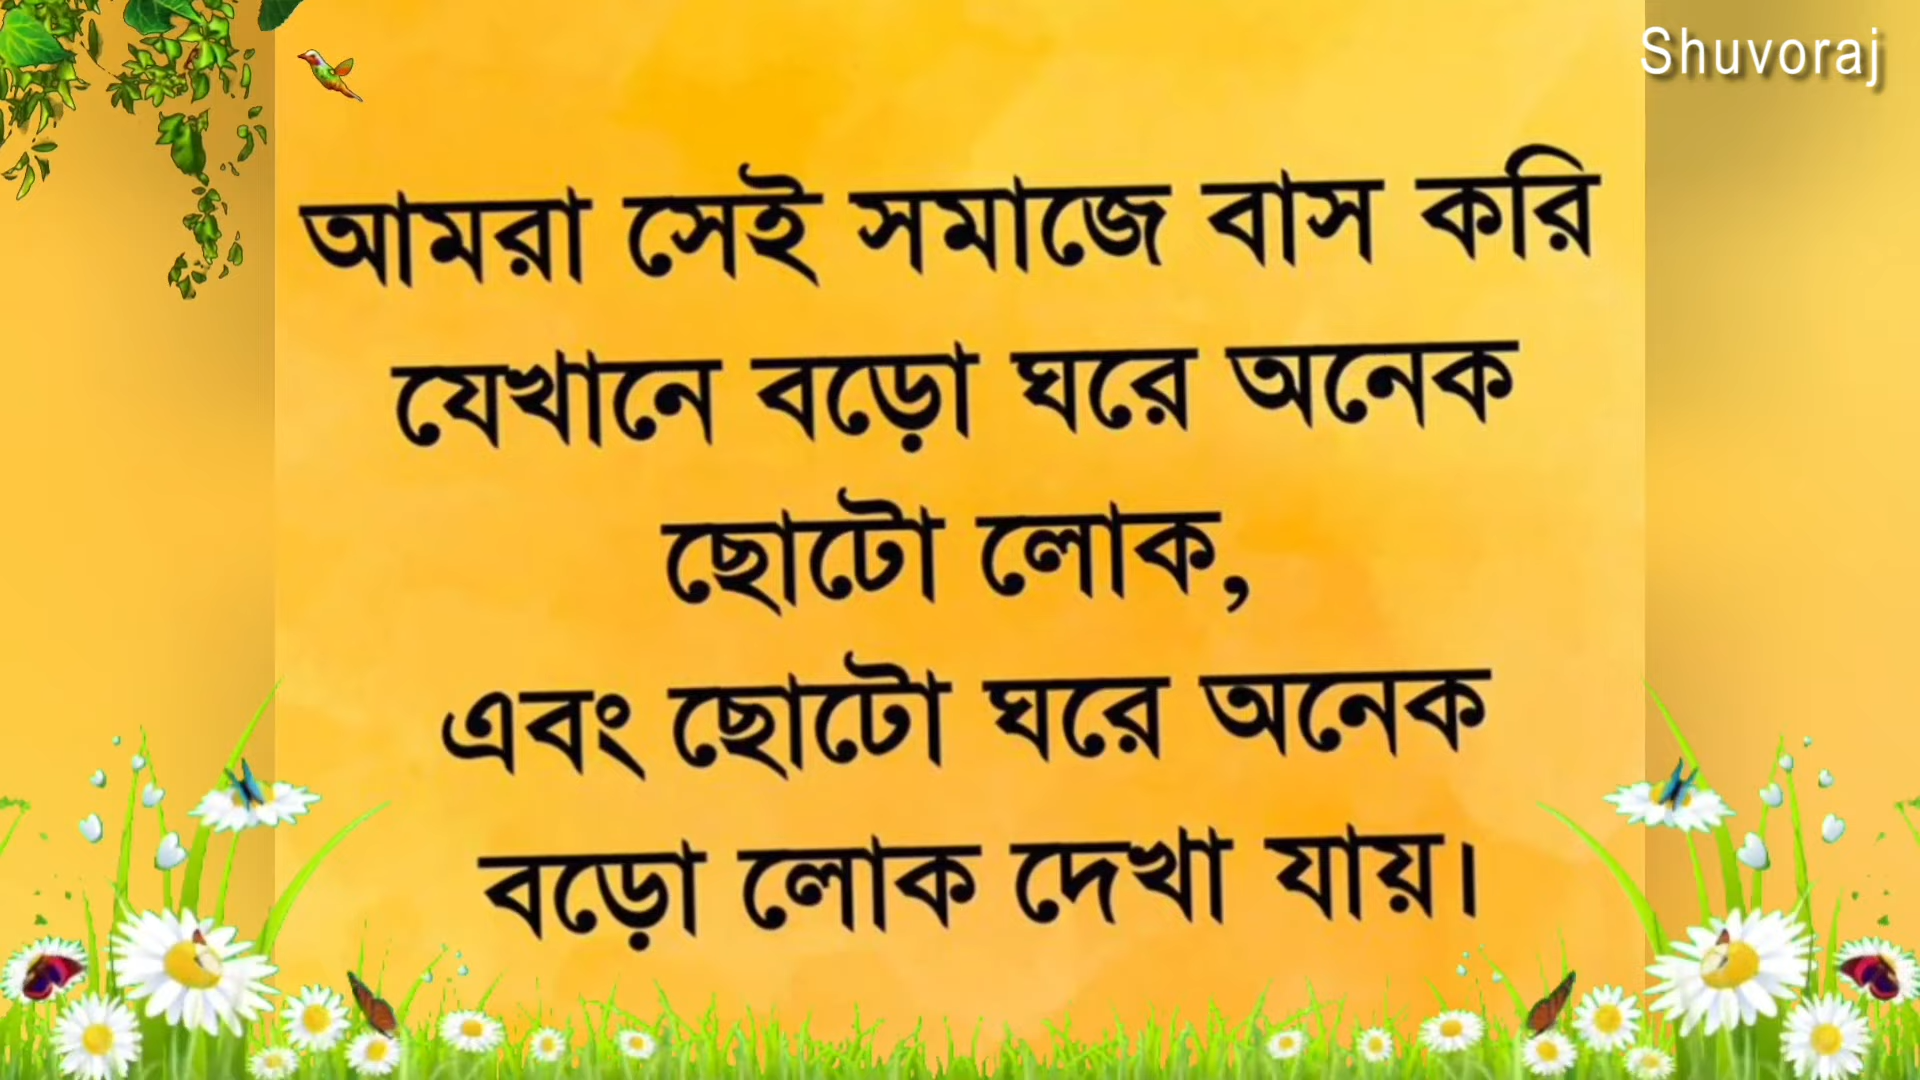 Shuvoraj
আমরা সেই সমাজে বাস করি
যেখানে বড়ো ঘরে অনেক
ছোটো লোক,
এবং ছোটো ঘরে অনেক
বড়ো লোক দেখা যায়।